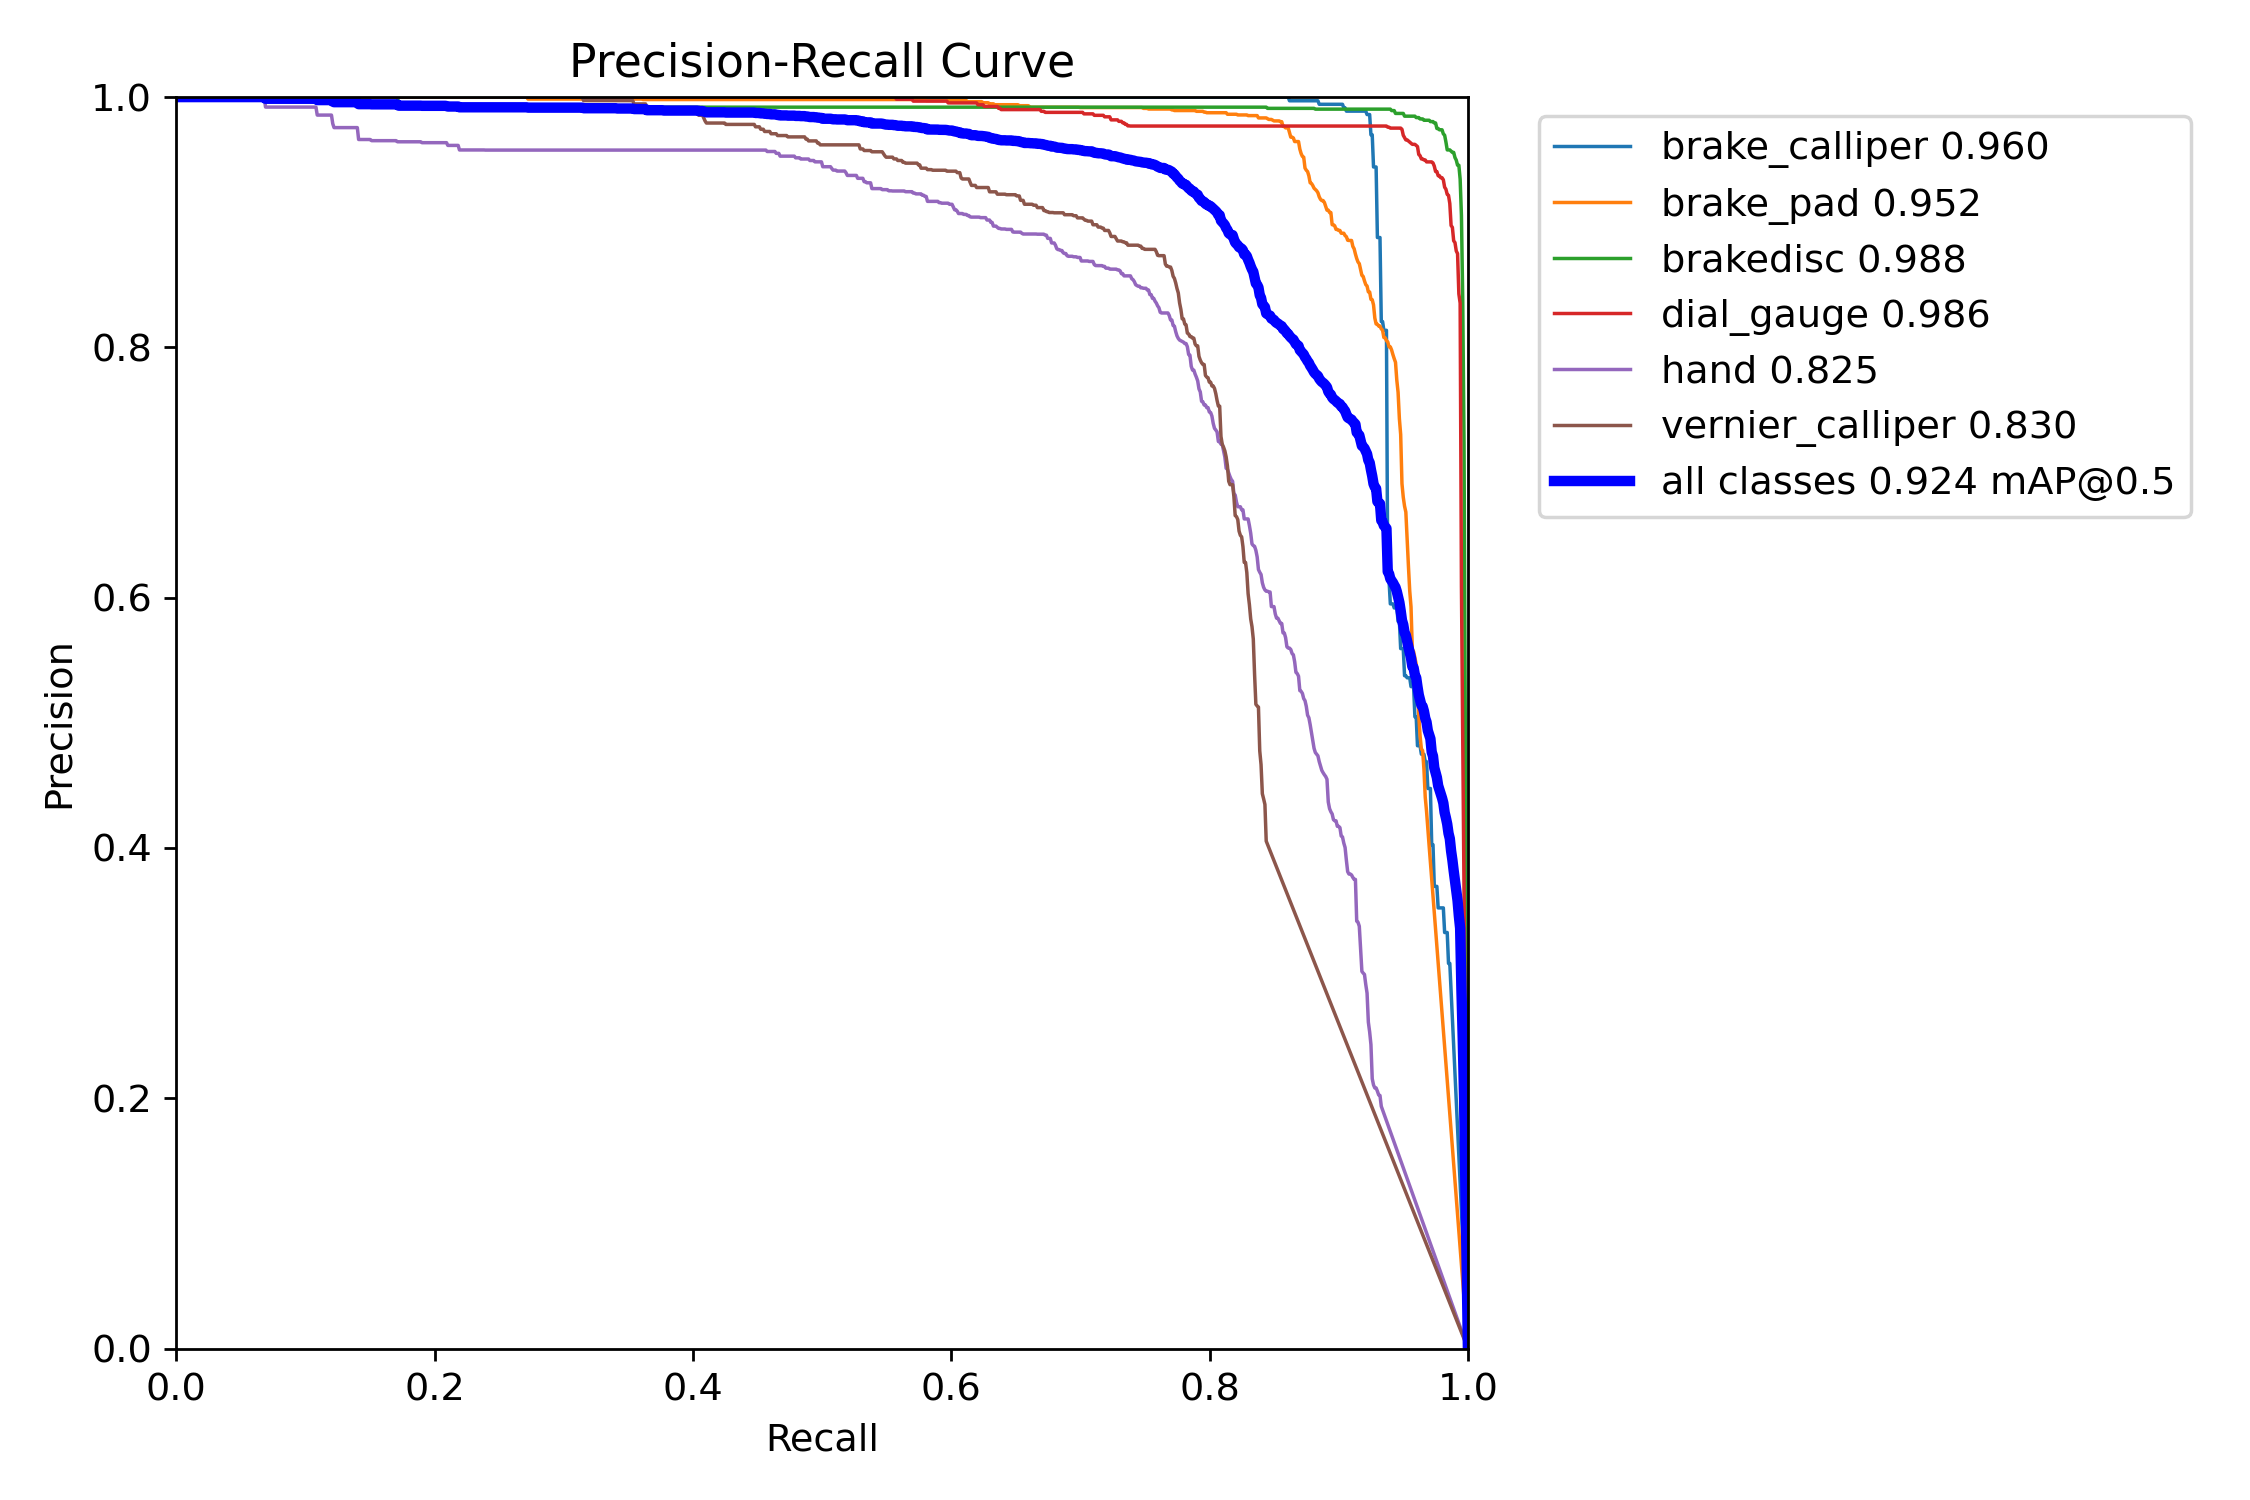 Precision-Recall Curve
1.0
0.8
0.6
0.4
0.2
0.0
Precision
0.0 0.2 0.4 0.6 0.8 1.0
Recall
brake_calliper 0.960
brake_pad 0.952
brakedisc 0.988
dial_gauge 0.986
hand 0.825
vernier_calliper 0.830
all classes 0.924 mAP@0.5